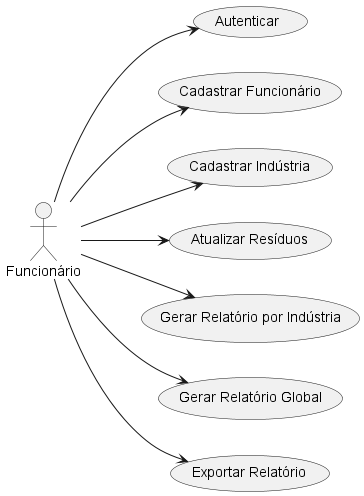 Autenticar
Cadastrar Funcionário
Cadastrar Indústria
Atualizar Resíduos
Funcionário
Gerar Relatório por Indústria
Gerar Relatório Global
Exportar Relatório